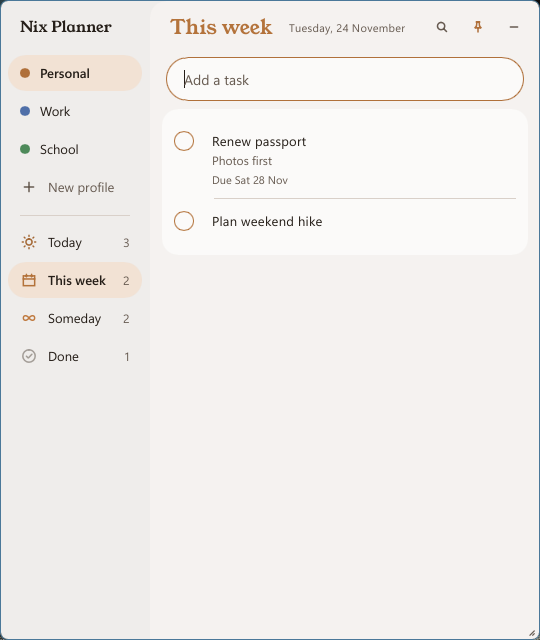 Nix Planner
Personal
Work
School
New profile
Today 3
This week 2
Someday 2
Done 1
This week Tuesday, 24 November
Add a task
Renew passport
Photos first
Due Sat 28 Nov
Plan weekend hike